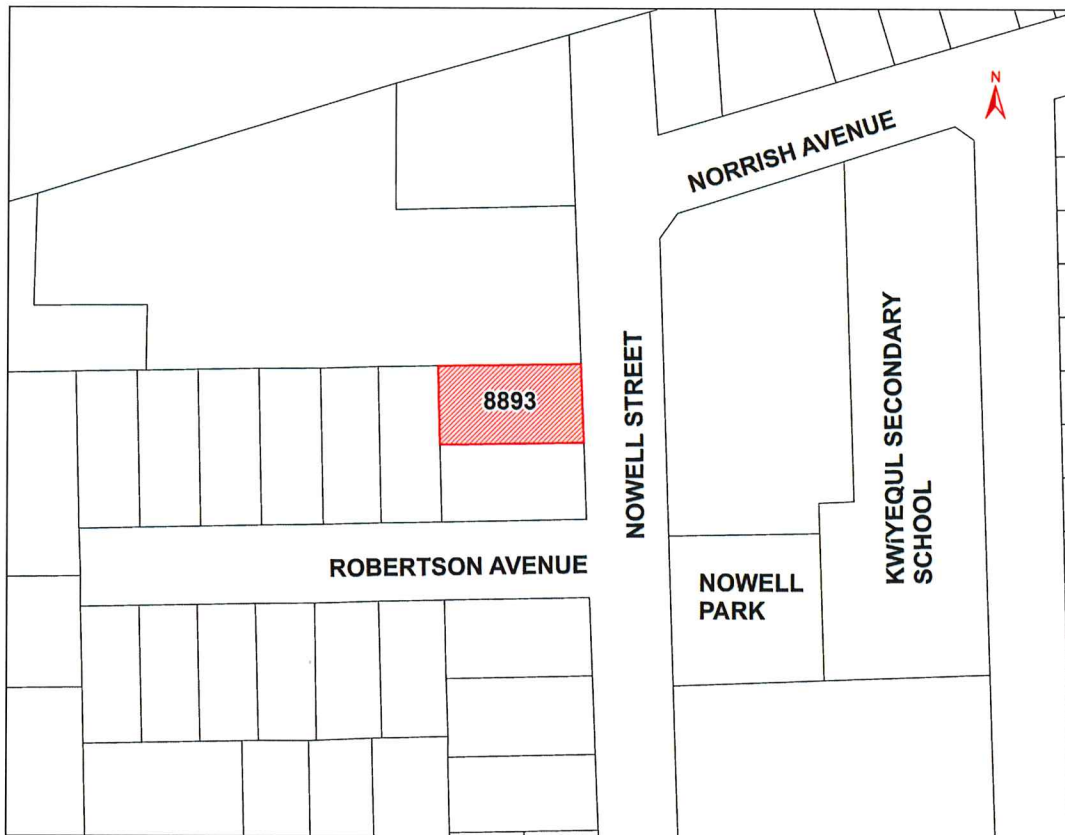 N
NORRISH AVENUE
8893
NOWELL STREET
KWIYEQUL SECONDARY
SCHOOL
ROBERTSON AVENUE
NOWELL
PARK